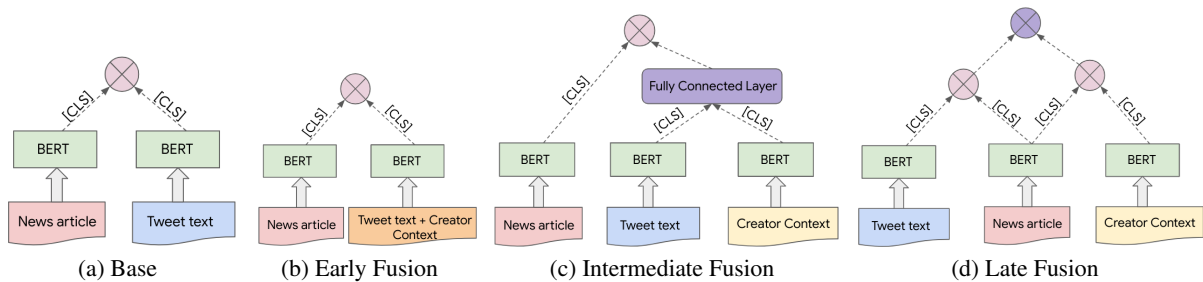 [CLS]
[CLS]
BERT
BERT
News article
Tweet text
(a) Base
[CLS]
[CLS]
BERT
BERT
News article
Tweet text + Creator
Context
(b) Early Fusion
[CLS]
Fully Connected Layer
[CLS]
[CLS]
BERT
BERT
BERT
News article
Tweet text
Creator Context
(c) Intermediate Fusion
[CLS]
[CLS]
[CLS]
[CLS]
BERT
BERT
BERT
Tweet text
News article
Creator Context
(d) Late Fusion